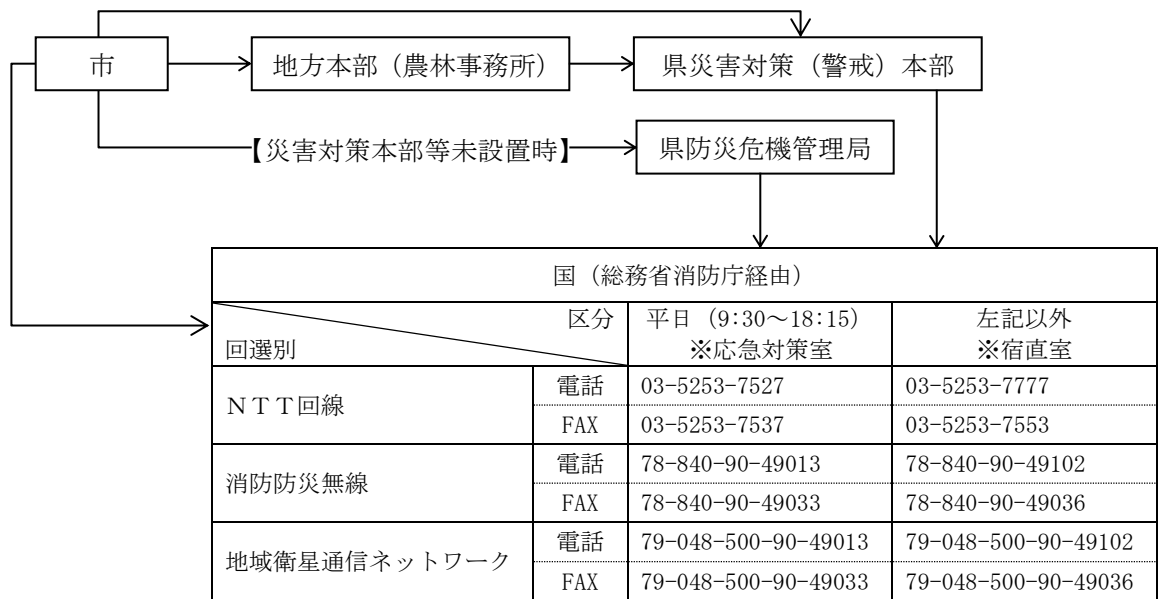 市
地方本部（農林事務所）
県災害対策（警戒）本部
【災害対策本部等未設置時】
県防災危機管理局
国（総務省消防庁経由）
区分
回選別
平日（9:30～18:15）
※応急対策室
左記以外
※宿直室
ＮＴＴ回線
電話 03-5253-7527 03-5253-7777
FAX 03-5253-7537 03-5253-7553
消防防災無線
電話 78-840-90-49013 78-840-90-49102
FAX 78-840-90-49033 78-840-90-49036
地域衛星通信ネットワーク
電話 79-048-500-90-49013 79-048-500-90-49102
FAX 79-048-500-90-49033 79-048-500-90-49036